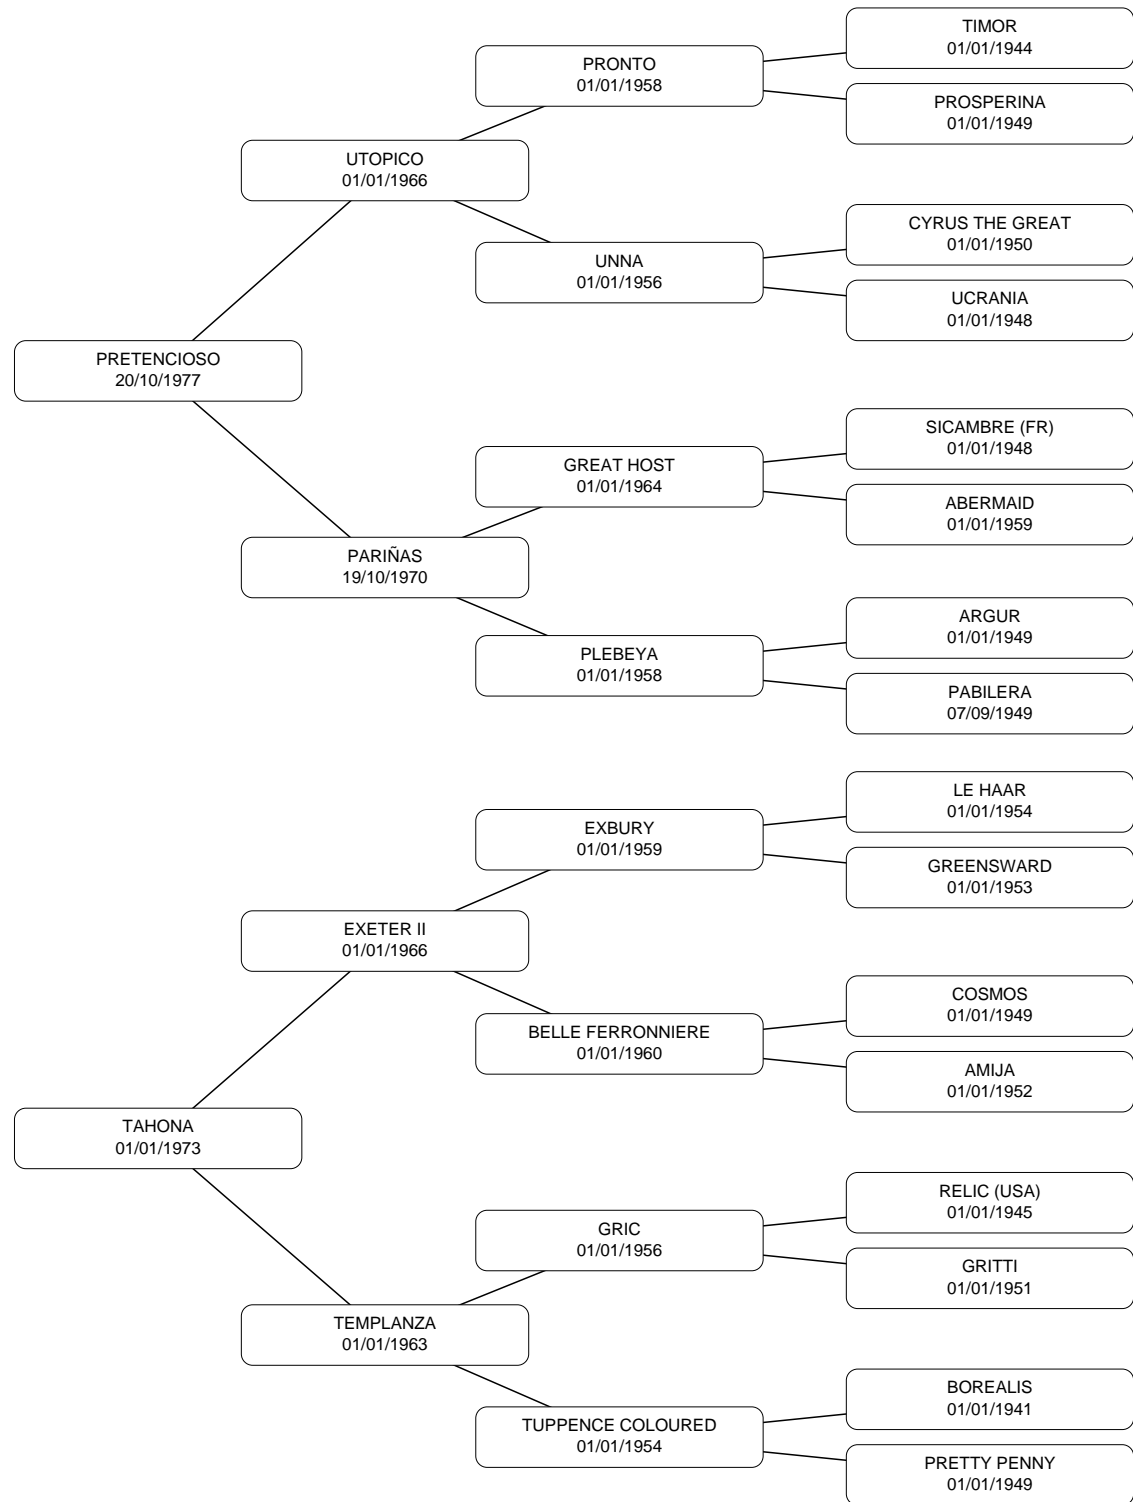 TIMOR
01/01/1944
PRONTO
01/01/1958
PROSPERINA
01/01/1949
UTOPICO
01/01/1966
CYRUS THE GREAT
01/01/1950
UNNA
01/01/1956
UCRANIA
01/01/1948
PRETENCIOSO
20/10/1977
SICAMBRE (FR)
01/01/1948
GREAT HOST
01/01/1964
ABERMAID
01/01/1959
PARIÑAS
19/10/1970
ARGUR
01/01/1949
PLEBEYA
01/01/1958
PABILERA
07/09/1949
LE HAAR
01/01/1954
EXBURY
01/01/1959
GREENSWARD
01/01/1953
EXETER II
01/01/1966
COSMOS
01/01/1949
BELLE FERRONNIERE
01/01/1960
AMIJA
01/01/1952
TAHONA
01/01/1973
RELIC (USA)
01/01/1945
GRIC
01/01/1956
GRITTI
01/01/1951
TEMPLANZA
01/01/1963
BOREALIS
01/01/1941
TUPPENCE COLOURED
01/01/1954
PRETTY PENNY
01/01/1949